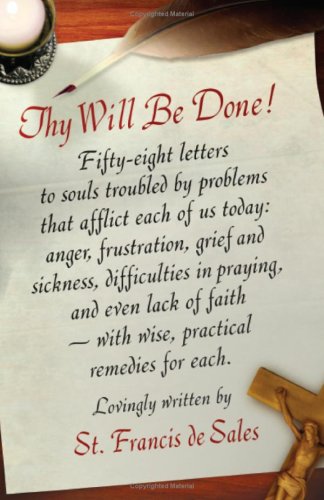 Copyrighted Material
Thy Will Be Done!
Fifty-eight letters
to souls troubled by problems
that afflict each of us today:
anger, frustration, grief and
sickness, difficulties in praying,
and even lack of faith
— with wise, practical
remedies for each.
Lovingly written by
St. Francis de Sales
Copyrighted Material